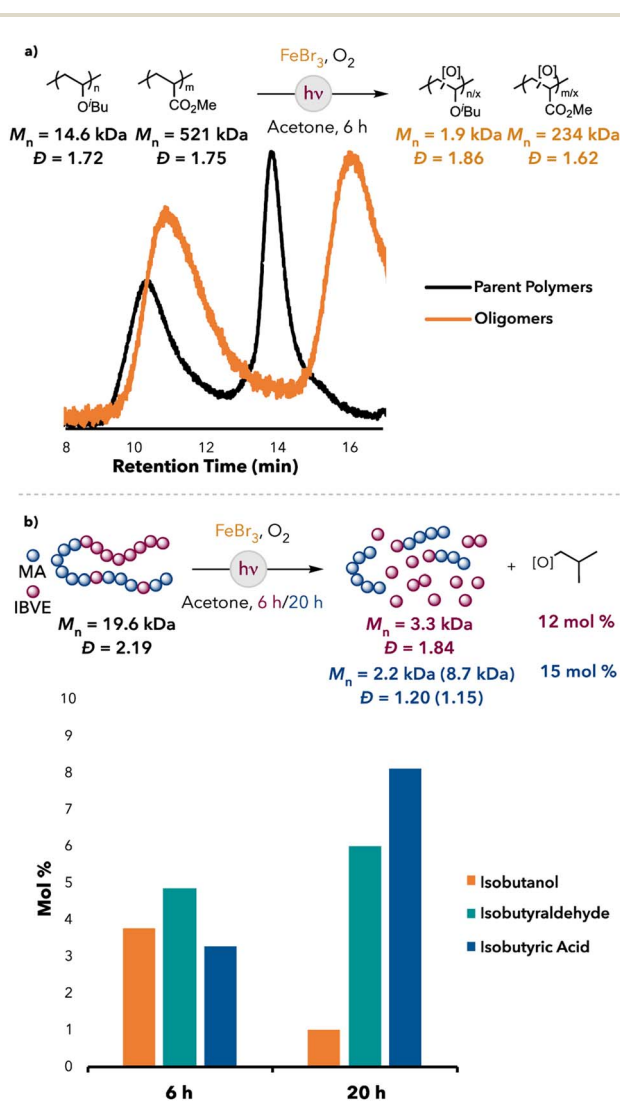 a)
FeBr3, O2
hν
Acetone, 6 h
n
OiBu
m
CO2Me
[O]
n/x
OiBu
[O]
m/x
CO2Me
Mn = 14.6 kDa Mn = 521 kDa
Đ = 1.72 Đ = 1.75
Mn = 1.9 kDa Mn = 234 kDa
Đ = 1.86 Đ = 1.62
Parent Polymers
Oligomers
8 10 12 14 16
Retention Time (min)
b)
MA
IBVE
FeBr3, O2
hν
Acetone, 6 h/20 h
+ [O]
Mn = 19.6 kDa
Đ = 2.19
Mn = 3.3 kDa 12 mol %
Đ = 1.84
Mn = 2.2 kDa (8.7 kDa) 15 mol %
Đ = 1.20 (1.15)
10
9
8
7
6
5
4
3
2
1
0
Mol %
Isobutanol
Isobutyraldehyde
Isobutyric Acid
6 h 20 h